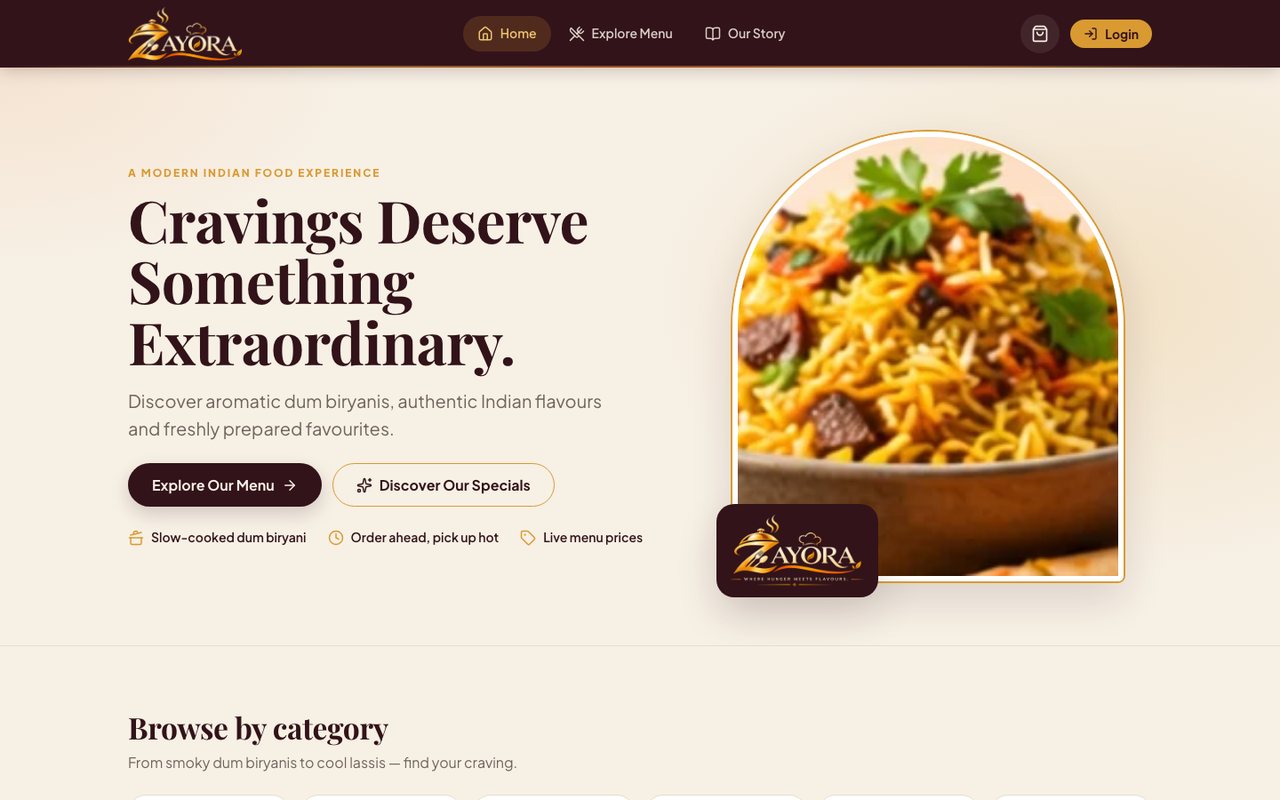 ZAYORA
Home
Explore Menu
Our Story
Login
A MODERN INDIAN FOOD EXPERIENCE
Cravings Deserve
Something
Extraordinary.
Discover aromatic dum biryanis, authentic Indian flavours
and freshly prepared favourites.
Explore Our Menu
Discover Our Specials
Slow-cooked dum biryani
Order ahead, pick up hot
Live menu prices
ZAYORA
WHERE HUNGER MEETS FLAVOURS.
Browse by category
From smoky dum biryanis to cool lassis — find your craving.